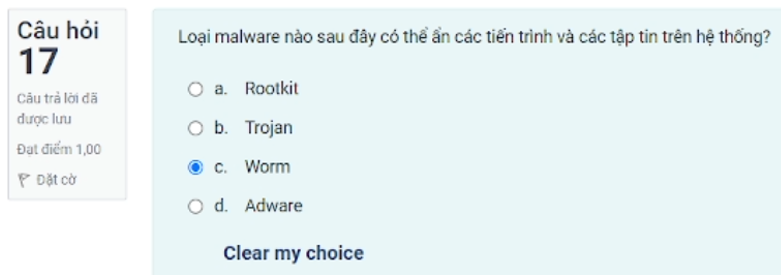 Câu hỏi
17
Câu trả lời đã
được lưu
Đạt điểm 1,00
Đặt cờ
Loại malware nào sau đây có thể ẩn các tiến trình và các tập tin trên hệ thống?
a. Rootkit
b. Trojan
c. Worm
d. Adware
Clear my choice